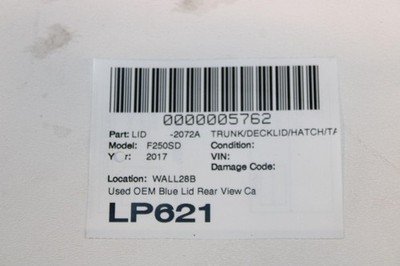 0000005762
Part: LID -2072A TRUNK/DECKLID/HATCH/TA
Model: F250SD Condition:
Year: 2017 VIN:
Damage Code:
Location: WALL28B
Used OEM Blue Lid Rear View Ca
LP621